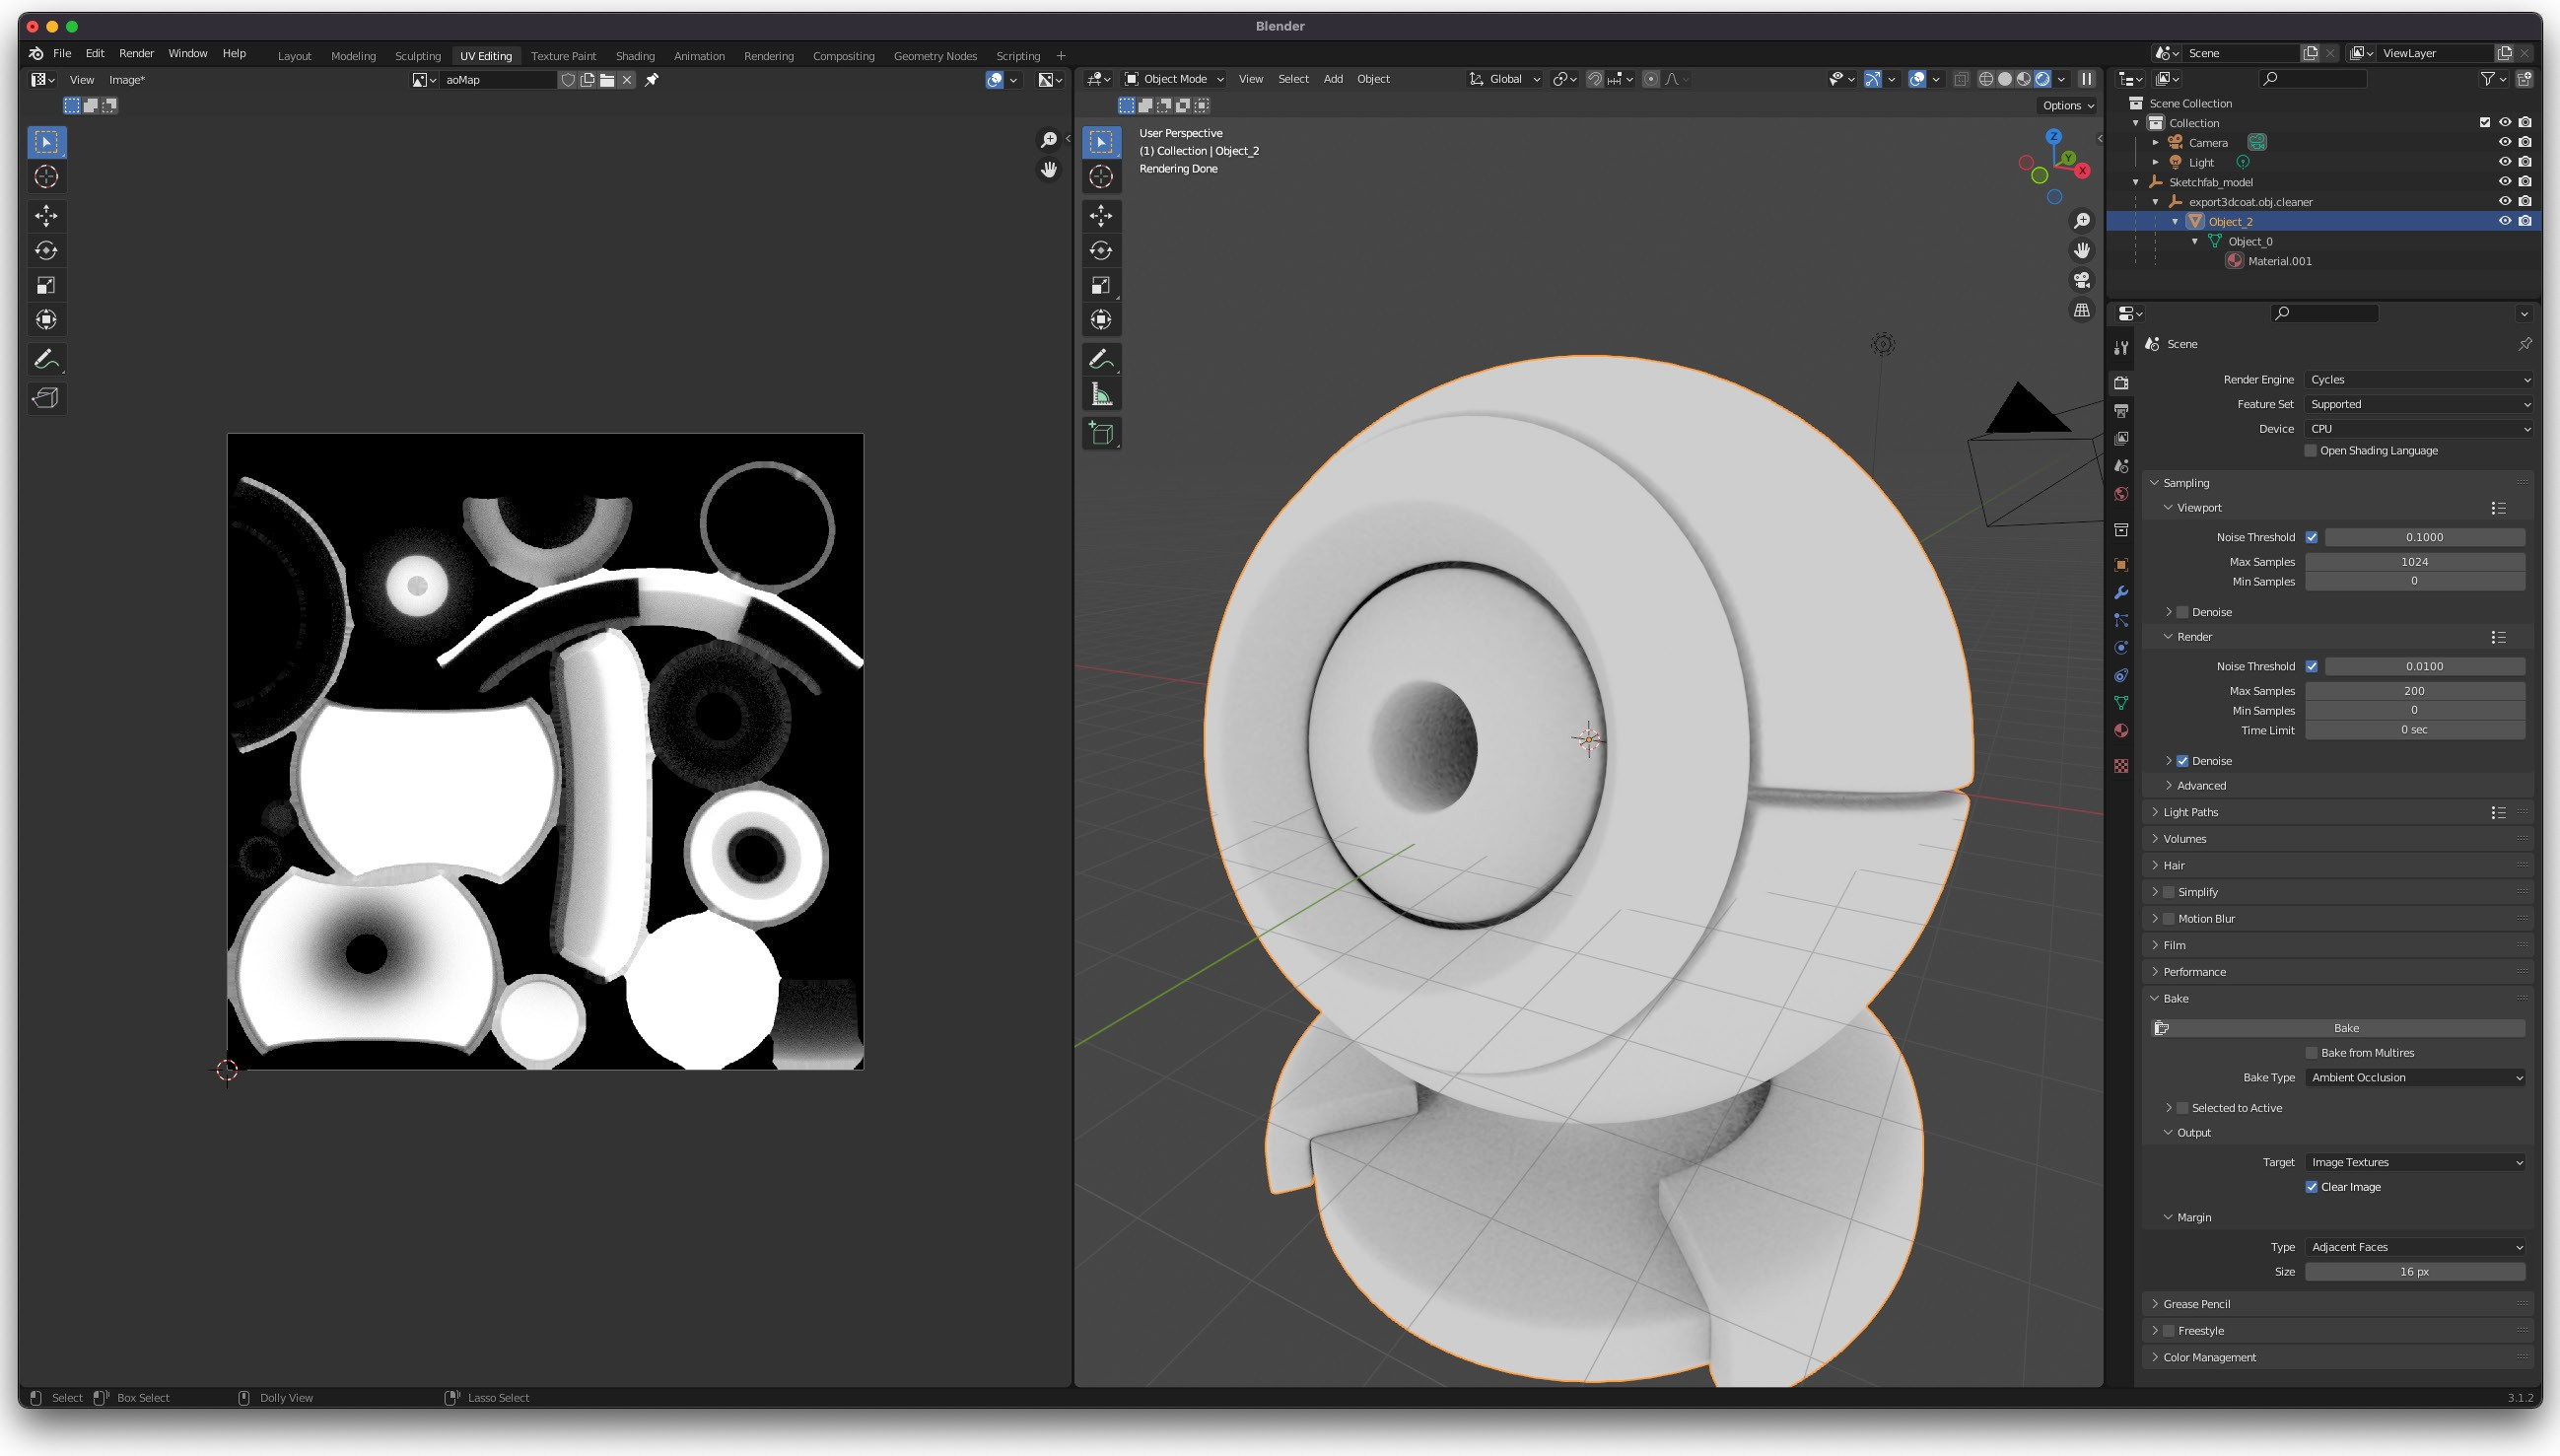 Blender
File Edit Render Window Help Layout Modeling Sculpting UV Editing Texture Paint Shading Animation Rendering Compositing Geometry Nodes Scripting + Scene ViewLayer
View Image* aoMap
Object Mode View Select Add Object Global
Options
User Perspective
(1) Collection | Object_2
Rendering Done
Z
Y
X
Scene Collection
Collection
Camera
Light
Sketchfab_model
export3dcoat.obj.cleaner
Object_2
Object_0
Material.001
Scene
Render Engine Cycles
Feature Set Supported
Device CPU
Open Shading Language
Sampling
Viewport
Noise Threshold 0.1000
Max Samples 1024
Min Samples 0
Denoise
Render
Noise Threshold 0.0100
Max Samples 200
Min Samples 0
Time Limit 0 sec
Denoise
Advanced
Light Paths
Volumes
Hair
Simplify
Motion Blur
Film
Performance
Bake
Bake
Bake from Multires
Bake Type Ambient Occlusion
Selected to Active
Output
Target Image Textures
Clear Image
Margin
Type Adjacent Faces
Size 16 px
Grease Pencil
Freestyle
Color Management
Select Box Select Dolly View Lasso Select 3.1.2